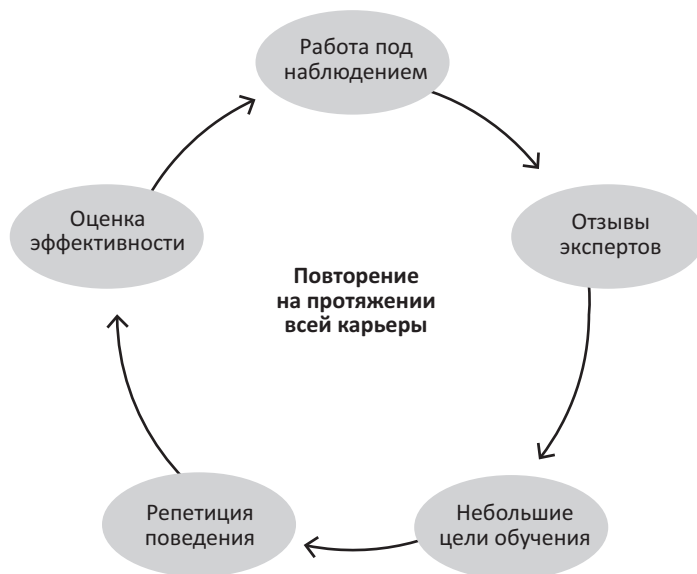 Работа под
наблюдением
Отзывы
экспертов
Небольшие
цели обучения
Репетиция
поведения
Оценка
эффективности
Повторение
на протяжении
всей карьеры